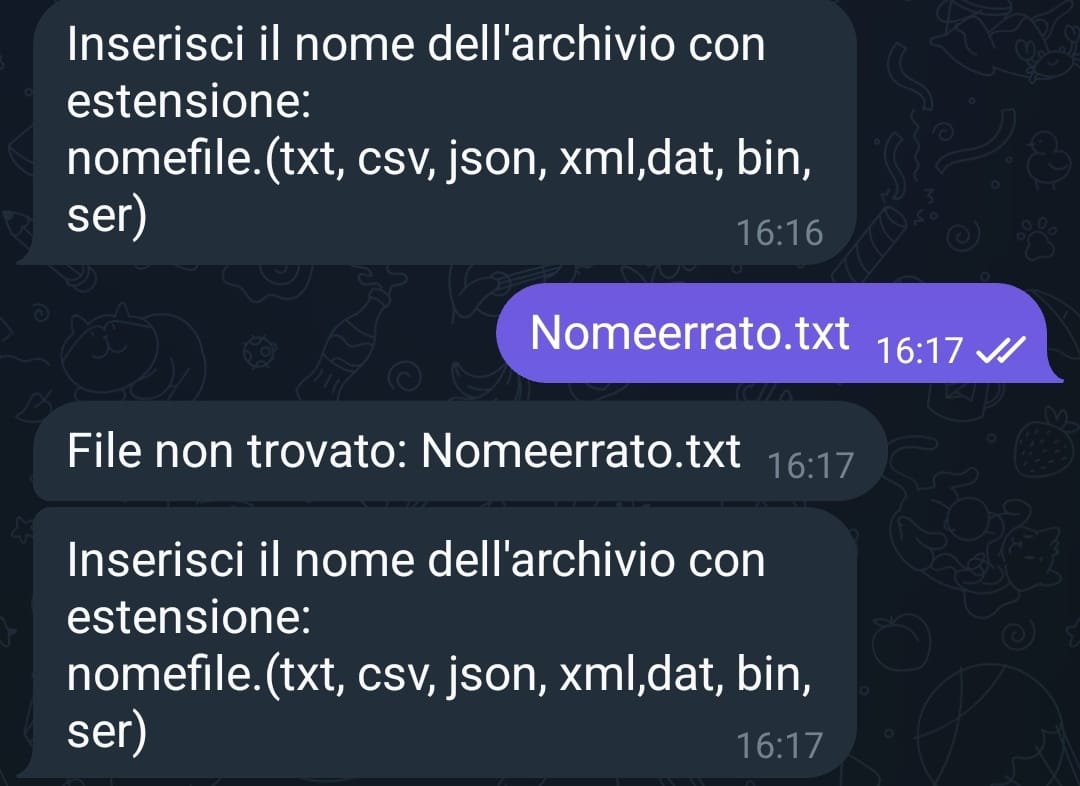 Inserisci il nome dell'archivio con
estensione:
nomefile.(txt, csv, json, xml,dat, bin,
ser)
16:16
Nomeerrato.txt 16:17
File non trovato: Nomeerrato.txt 16:17
Inserisci il nome dell'archivio con
estensione:
nomefile.(txt, csv, json, xml,dat, bin,
ser)
16:17